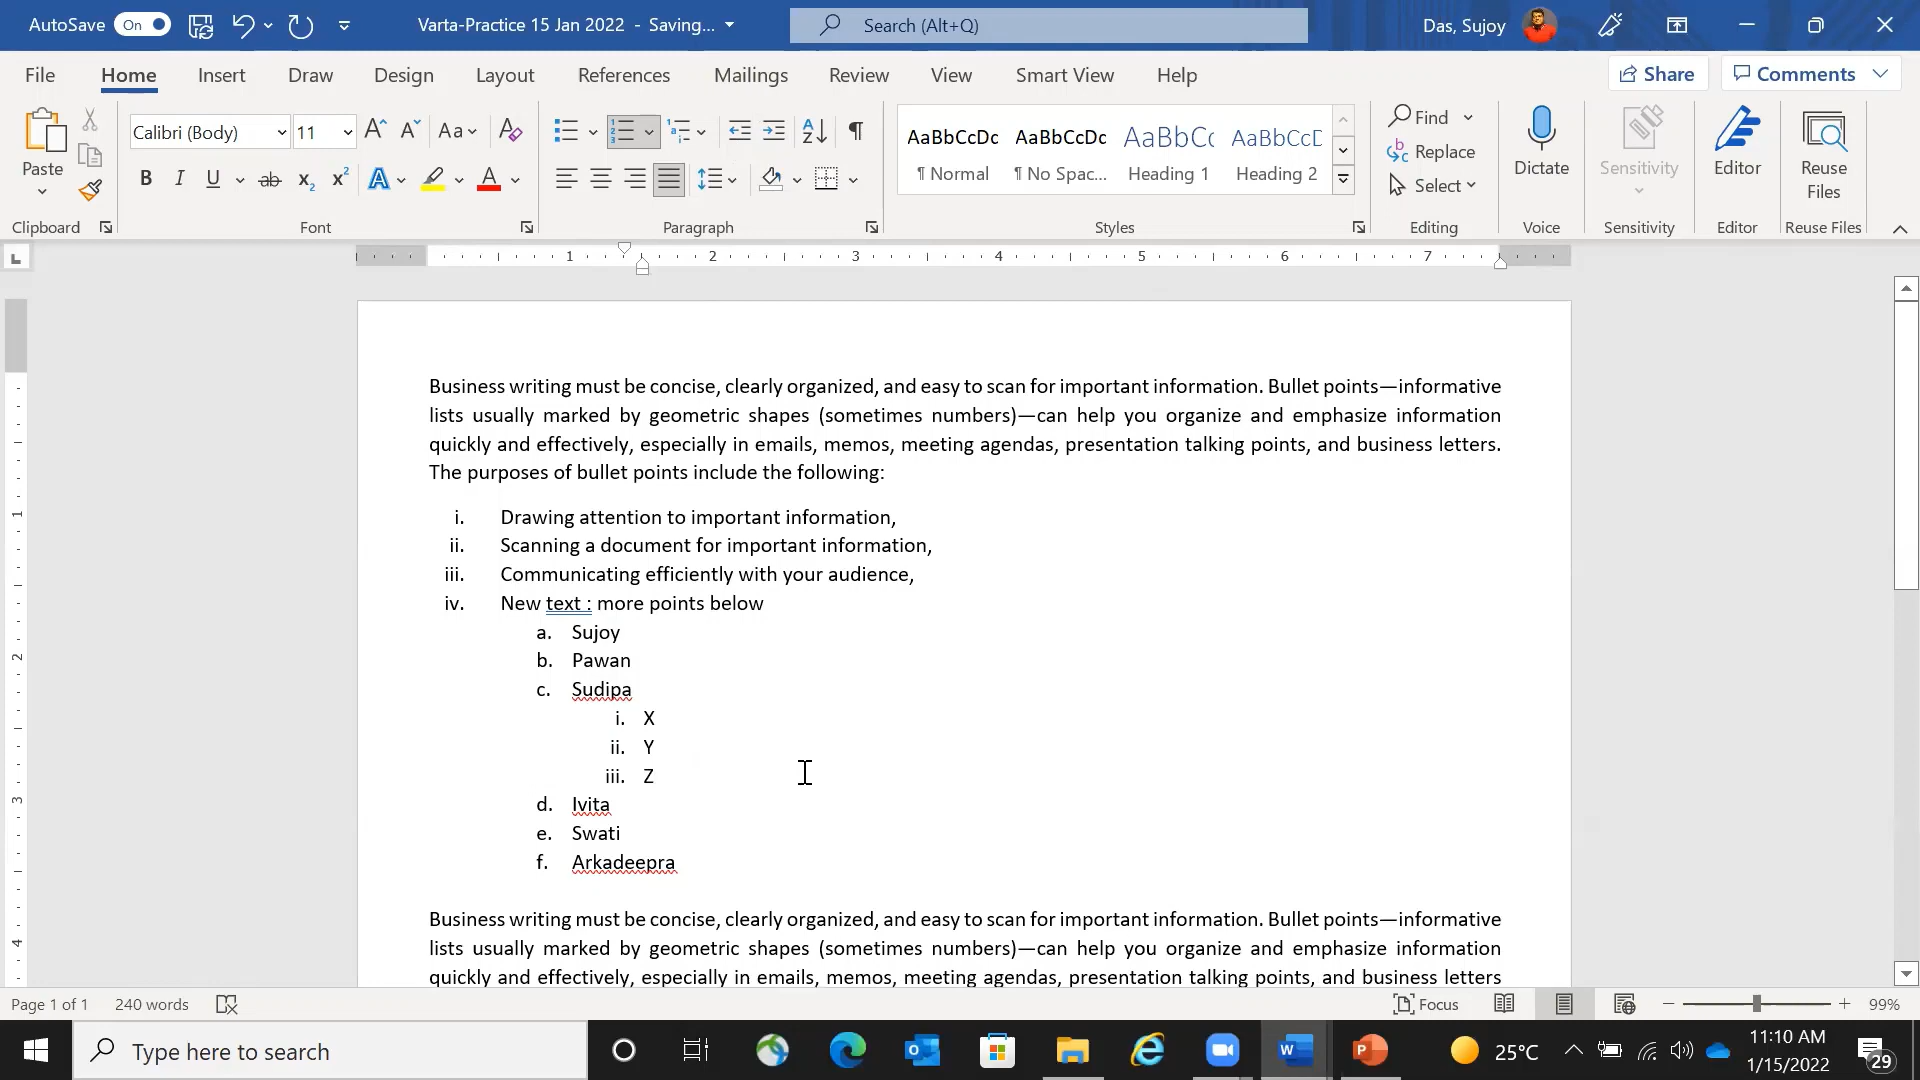 AutoSave On Varta-Practice 15 Jan 2022 - Saving... Search (Alt+Q) Das, Sujoy
File Home Insert Draw Design Layout References Mailings Review View Smart View Help Share Comments
Paste Calibri (Body) 11 Aa AaBbCcDc AaBbCcDc AaBbCc AaBbCcD Find Replace Select Dictate Sensitivity Editor Reuse Files
¶ Normal ¶ No Spac... Heading 1 Heading 2
Clipboard Font Paragraph Styles Editing Voice Sensitivity Editor Reuse Files
1 2 3 4 5 6 7
Business writing must be concise, clearly organized, and easy to scan for important information. Bullet points—informative
lists usually marked by geometric shapes (sometimes numbers)—can help you organize and emphasize information
quickly and effectively, especially in emails, memos, meeting agendas, presentation talking points, and business letters.
The purposes of bullet points include the following:
i. Drawing attention to important information,
ii. Scanning a document for important information,
iii. Communicating efficiently with your audience,
iv. New text : more points below
a. Sujoy
b. Pawan
c. Sudipa
i. X
ii. Y
iii. Z
d. Ivita
e. Swati
f. Arkadeepra
Business writing must be concise, clearly organized, and easy to scan for important information. Bullet points—informative
lists usually marked by geometric shapes (sometimes numbers)—can help you organize and emphasize information
quickly and effectively, especially in emails, memos, meeting agendas, presentation talking points, and business letters
Page 1 of 1 240 words Focus 99%
Type here to search 25°C 11:10 AM
1/15/2022 29